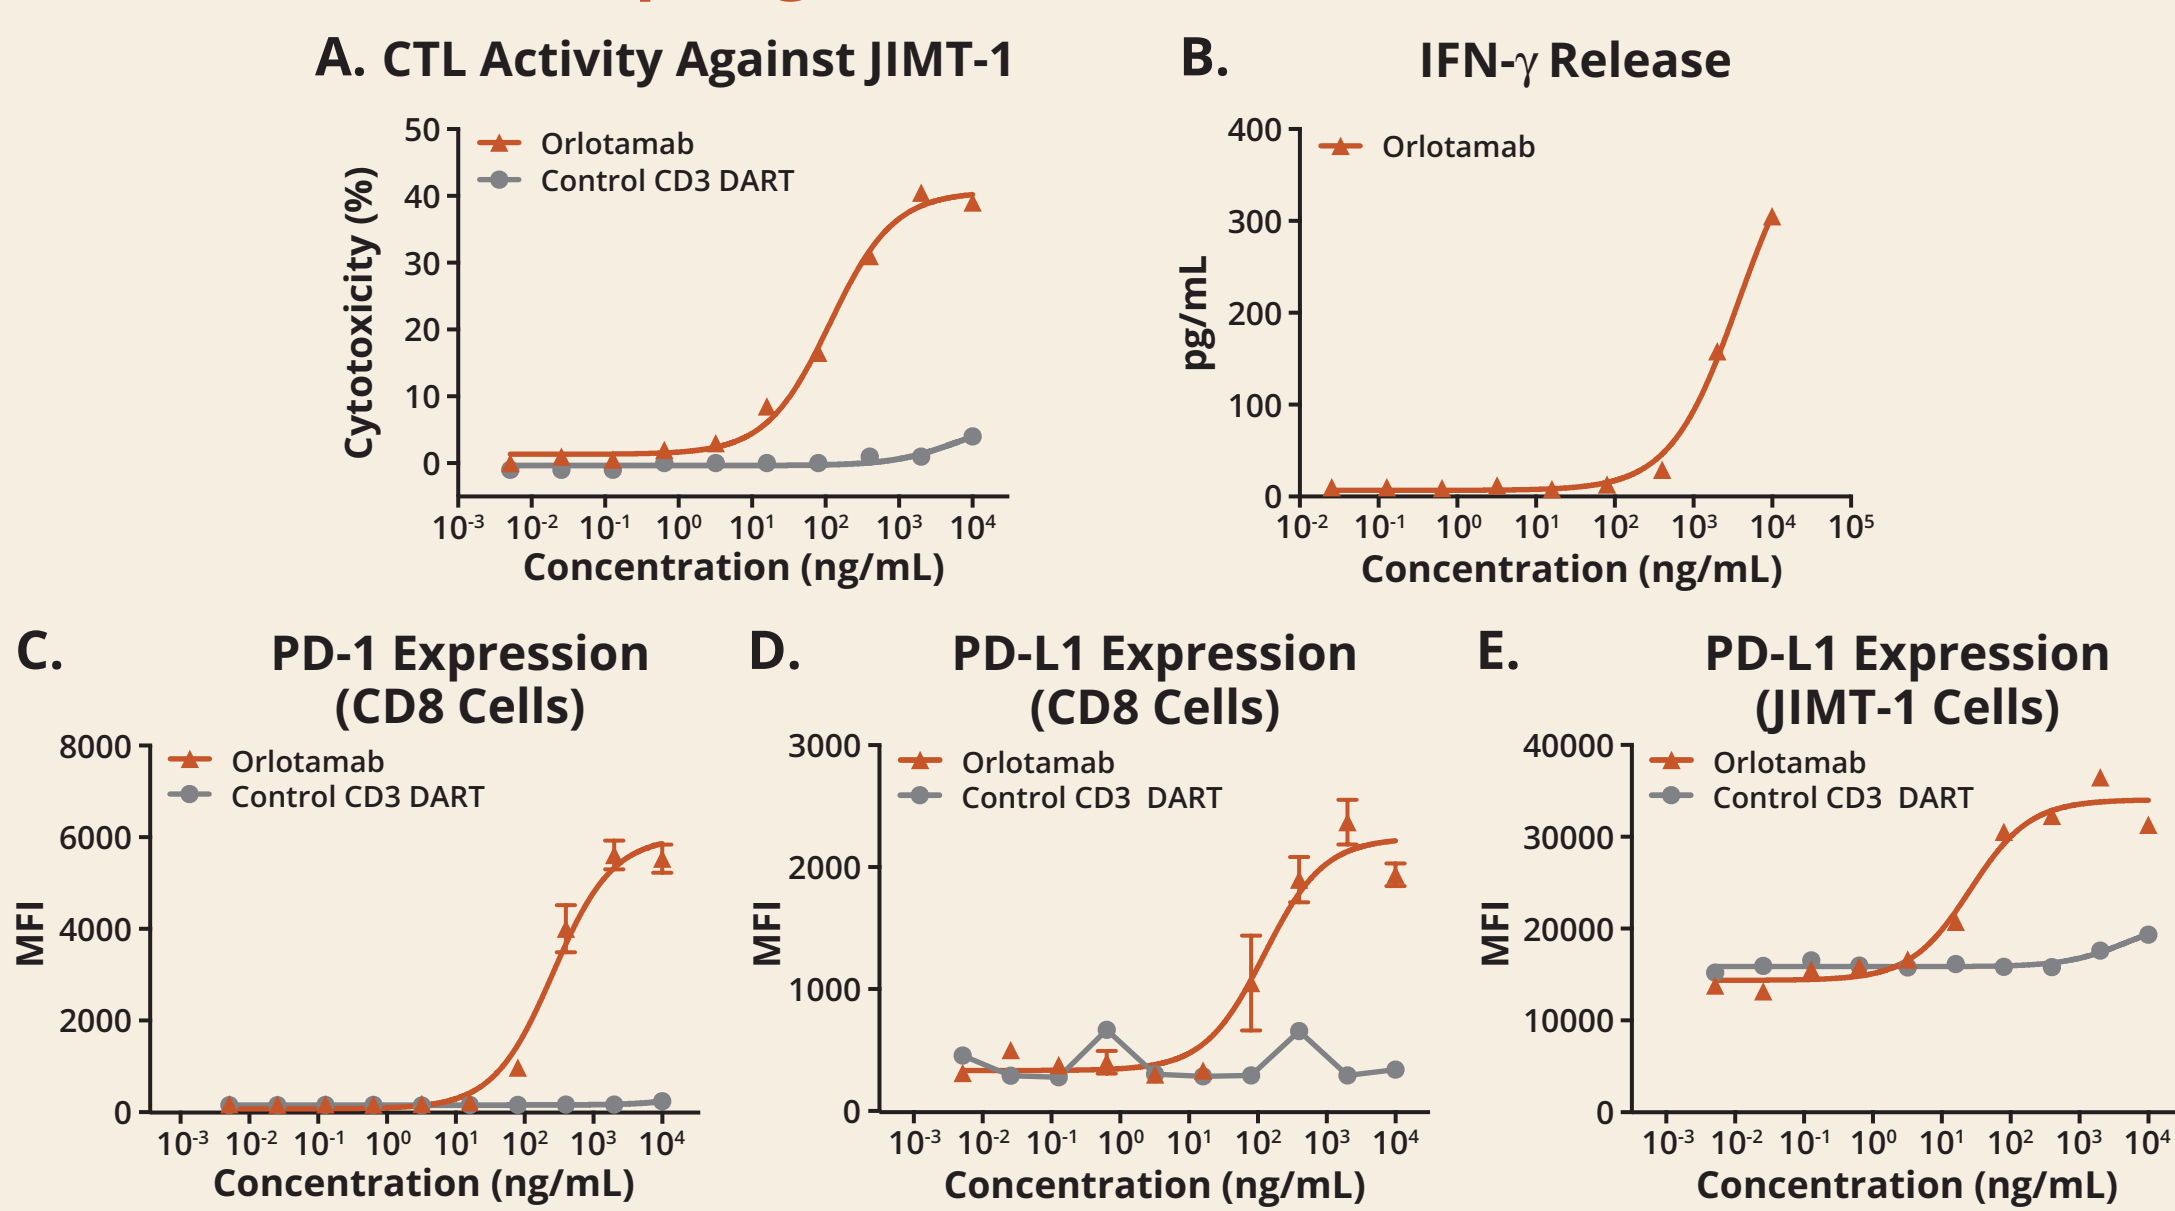 A. CTL Activity Against JIMT-1
50
40
30
20
10
0
Cytotoxicity (%)
Orlotamab
Control CD3 DART
10-3 10-2 10-1 100 101 102 103 104
Concentration (ng/mL)
B. IFN-γ Release
400
300
200
100
0
pg/mL
Orlotamab
10-2 10-1 100 101 102 103 104 105
Concentration (ng/mL)
C. PD-1 Expression
(CD8 Cells)
8000
6000
4000
2000
0
MFI
Orlotamab
Control CD3 DART
10-3 10-2 10-1 100 101 102 103 104
Concentration (ng/mL)
D. PD-L1 Expression
(CD8 Cells)
3000
2000
1000
0
MFI
Orlotamab
Control CD3 DART
10-3 10-2 10-1 100 101 102 103 104
Concentration (ng/mL)
E. PD-L1 Expression
(JIMT-1 Cells)
40000
30000
20000
10000
0
MFI
Orlotamab
Control CD3 DART
10-3 10-2 10-1 100 101 102 103 104
Concentration (ng/mL)